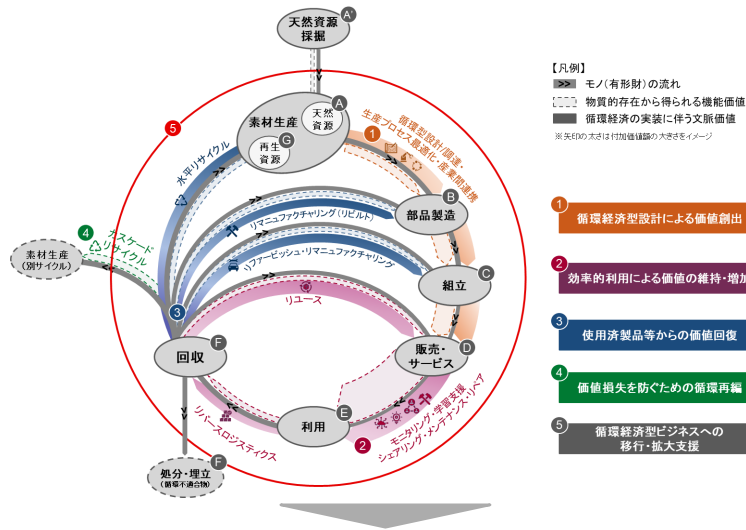 天然資源
採掘
A'
【凡例】
モノ(有形財)の流れ
物質的存在から得られる機能価値
循環経済の実装に伴う文脈価値
※矢印の太さは付加価値額の大きさをイメージ
5
素材生産
A
天然
資源
G
再生
資源
1
循環型設計/調達・
生産プロセス最適化・産業間連携
水平リサイクル
B
部品製造
リマニュファクチャリング(リビルト)
4
カスケード
リサイクル
素材生産
(別サイクル)
リファービッシュ・リマニュファクチャリング
C
組立
リユース
3
回収
F
販売・
サービス
D
利用
E
2
モニタリング・学習支援
シェアリング・メンテナンス・リペア
リバースロジスティクス
処分・埋立
(循環不適合物)
F
1
循環経済型設計による価値創出
2
効率的利用による価値の維持・増加
3
使用済製品等からの価値回復
4
価値損失を防ぐための循環再編
5
循環経済型ビジネスへの
移行・拡大支援